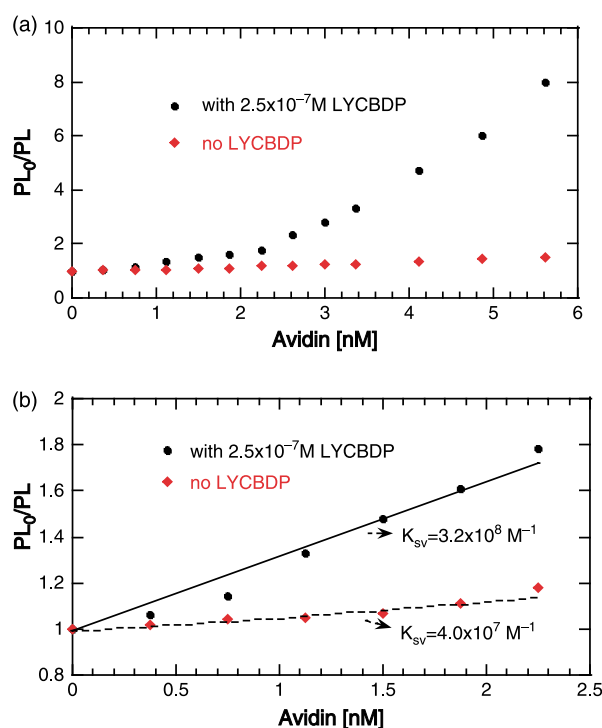 (a)
10
8
6
4
2
0
PL₀/PL
with 2.5x10⁻⁷M LYCBDP
no LYCBDP
0 1 2 3 4 5 6
Avidin [nM]
(b)
2
1.8
1.6
1.4
1.2
1
0.8
PL₀/PL
with 2.5x10⁻⁷M LYCBDP
no LYCBDP
K_sv=3.2x10⁸ M⁻¹
K_sv=4.0x10⁷ M⁻¹
0 0.5 1 1.5 2 2.5
Avidin [nM]